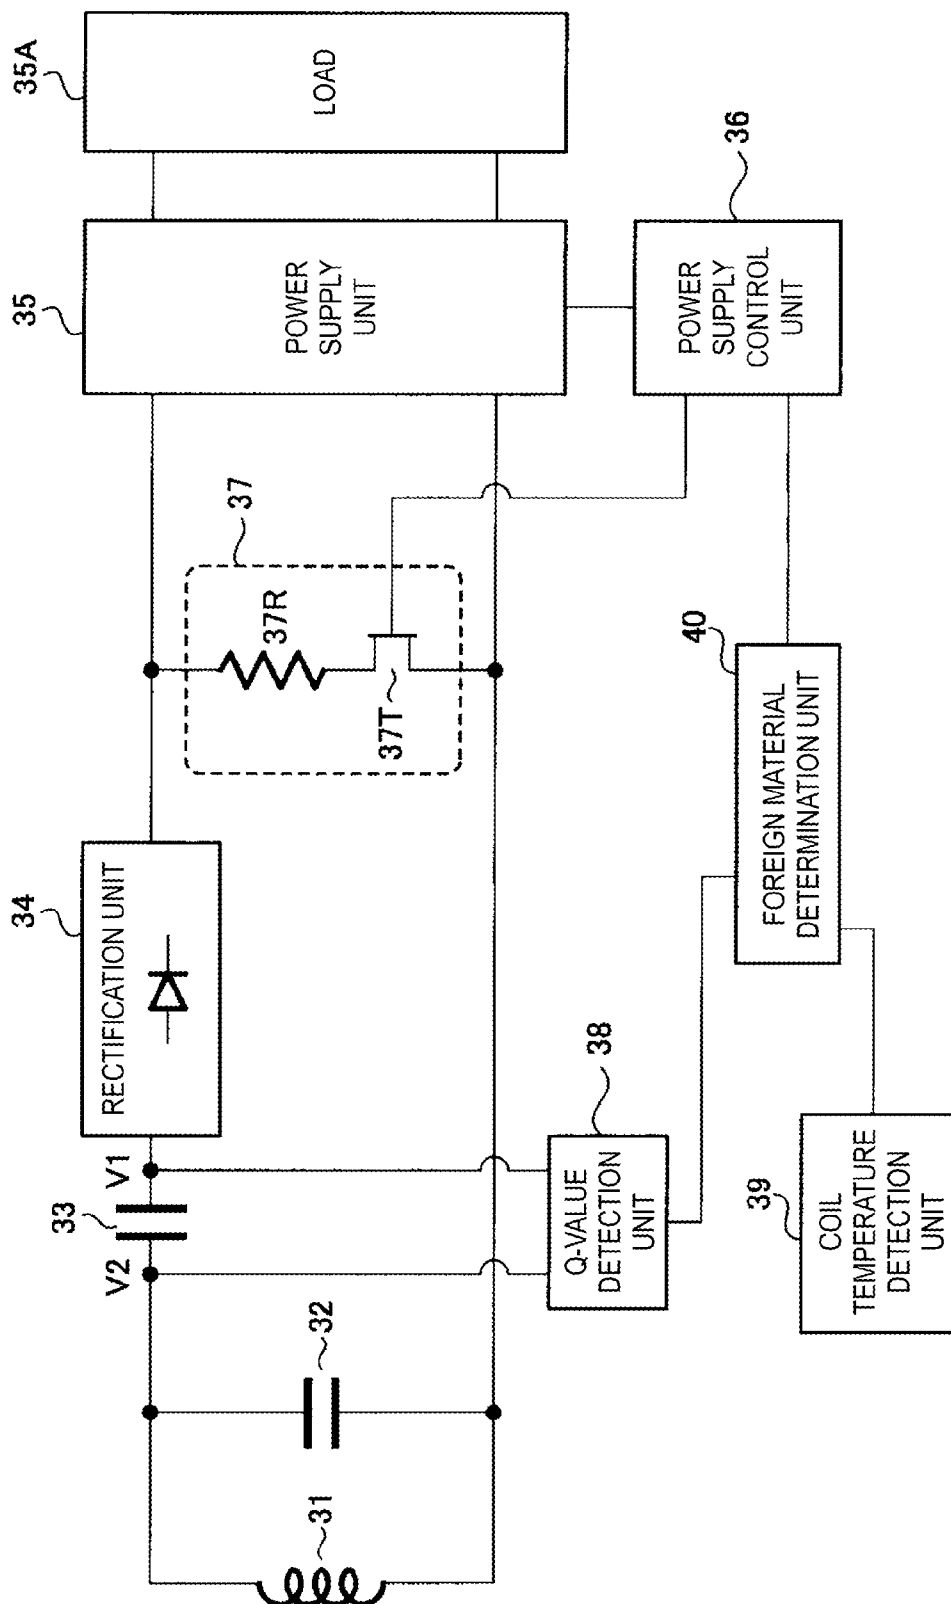 35A
LOAD
35
POWER
SUPPLY
UNIT
36
POWER
SUPPLY
CONTROL
UNIT
37
37R
37T
34
RECTIFICATION UNIT
40
FOREIGN MATERIAL
DETERMINATION UNIT
V1
33
V2
38
Q-VALUE
DETECTION
UNIT
39
COIL
TEMPERATURE
DETECTION
UNIT
32
31